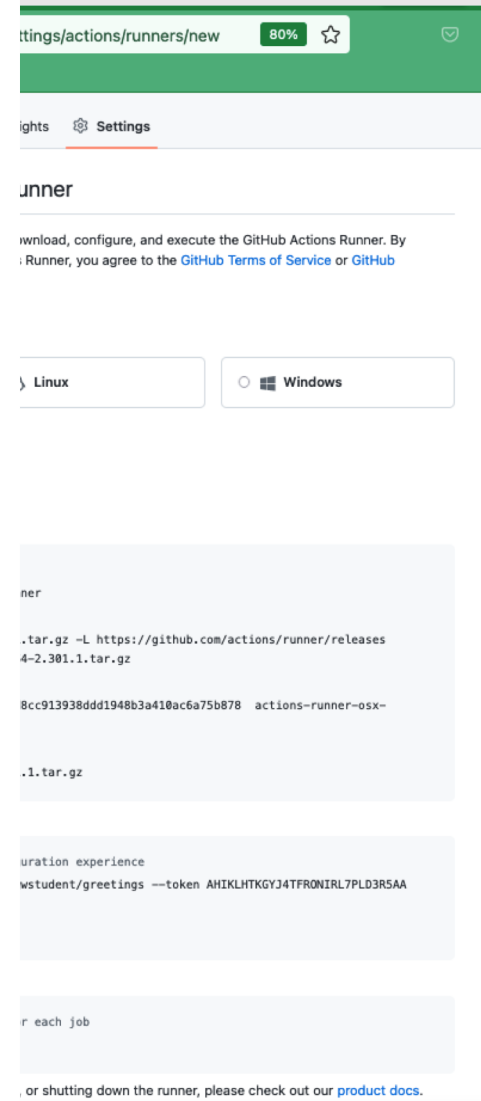 ttings/actions/runners/new 80%
ights Settings
unner
ownload, configure, and execute the GitHub Actions Runner. By
s Runner, you agree to the GitHub Terms of Service or GitHub
Linux Windows
ner
.tar.gz -L https://github.com/actions/runner/releases
4-2.301.1.tar.gz
8cc913938ddd1948b3a410ac6a75b878 actions-runner-osx-
.1.tar.gz
uration experience
wstudent/greetings --token AHIKLHTKGYJ4TFRONIRL7PLD3R5AA
r each job
, or shutting down the runner, please check out our product docs.